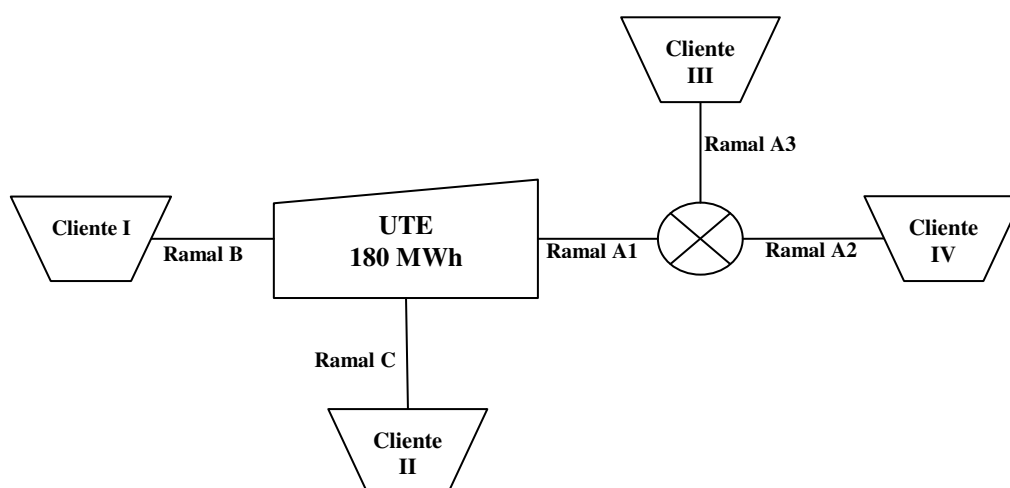 Cliente
III
Ramal A3
Cliente I
Ramal B
UTE
180 MWh
Ramal A1
Ramal A2
Cliente
IV
Ramal C
Cliente
II